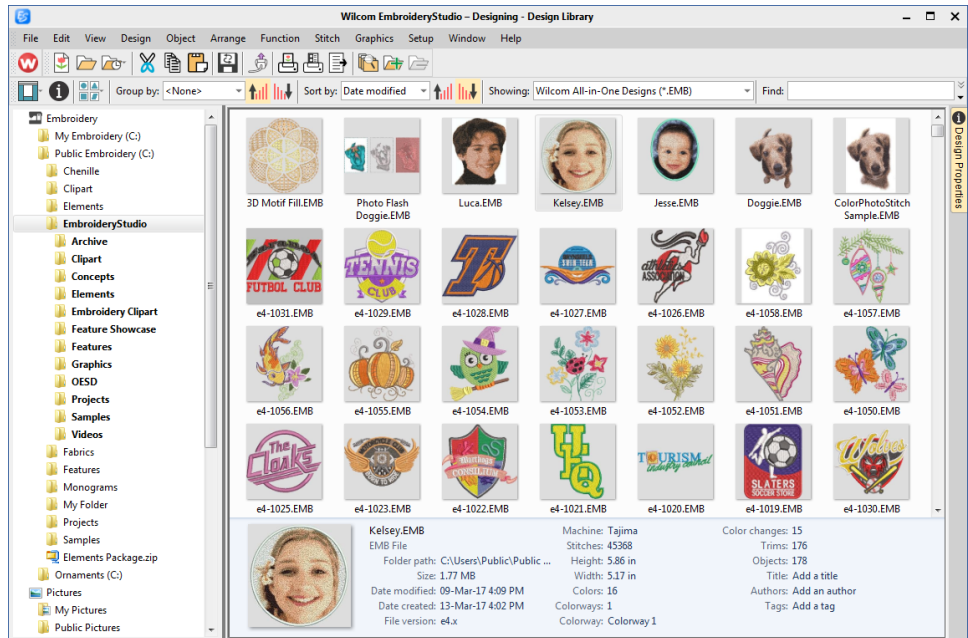 Wilcom EmbroideryStudio – Designing - Design Library
File Edit View Design Object Arrange Function Stitch Graphics Setup Window Help
Group by: <None> Sort by: Date modified Showing: Wilcom All-in-One Designs (*.EMB) Find:
Embroidery
My Embroidery (C:)
Public Embroidery (C:)
Chenille
Clipart
Elements
EmbroideryStudio
Archive
Clipart
Concepts
Elements
Embroidery Clipart
Feature Showcase
Features
Graphics
OESD
Projects
Samples
Videos
Fabrics
Features
Monograms
My Folder
Projects
Samples
Elements Package.zip
Ornaments (C:)
Pictures
My Pictures
Public Pictures
3D Motif Fill.EMB Photo Flash Luca.EMB Kelsey.EMB Jesse.EMB Doggie.EMB ColorPhotoStitch
Doggie.EMB Sample.EMB
FUTBOL CLUB
TENNIS
CLUB
athletics
ASSOCIATION
e4-1031.EMB e4-1029.EMB e4-1028.EMB e4-1027.EMB e4-1026.EMB e4-1058.EMB e4-1057.EMB
e4-1056.EMB e4-1055.EMB e4-1054.EMB e4-1053.EMB e4-1052.EMB e4-1051.EMB e4-1050.EMB
The
Cloaks
CONSILIUM
UHQ
TOURISM
industry control
SLATERS
SOCCER STORE
Wolves
e4-1025.EMB e4-1023.EMB e4-1022.EMB e4-1021.EMB e4-1020.EMB e4-1019.EMB e4-1030.EMB
Kelsey.EMB
EMB File
Folder path: C:\Users\Public\Public ...
Size: 1.77 MB
Date modified: 09-Mar-17 4:09 PM
Date created: 13-Mar-17 4:02 PM
File version: e4.x
Machine: Tajima
Stitches: 45368
Height: 5.86 in
Width: 5.17 in
Colors: 16
Colorways: 1
Colorway: Colorway 1
Color changes: 15
Trims: 176
Objects: 178
Title: Add a title
Authors: Add an author
Tags: Add a tag
Design Properties